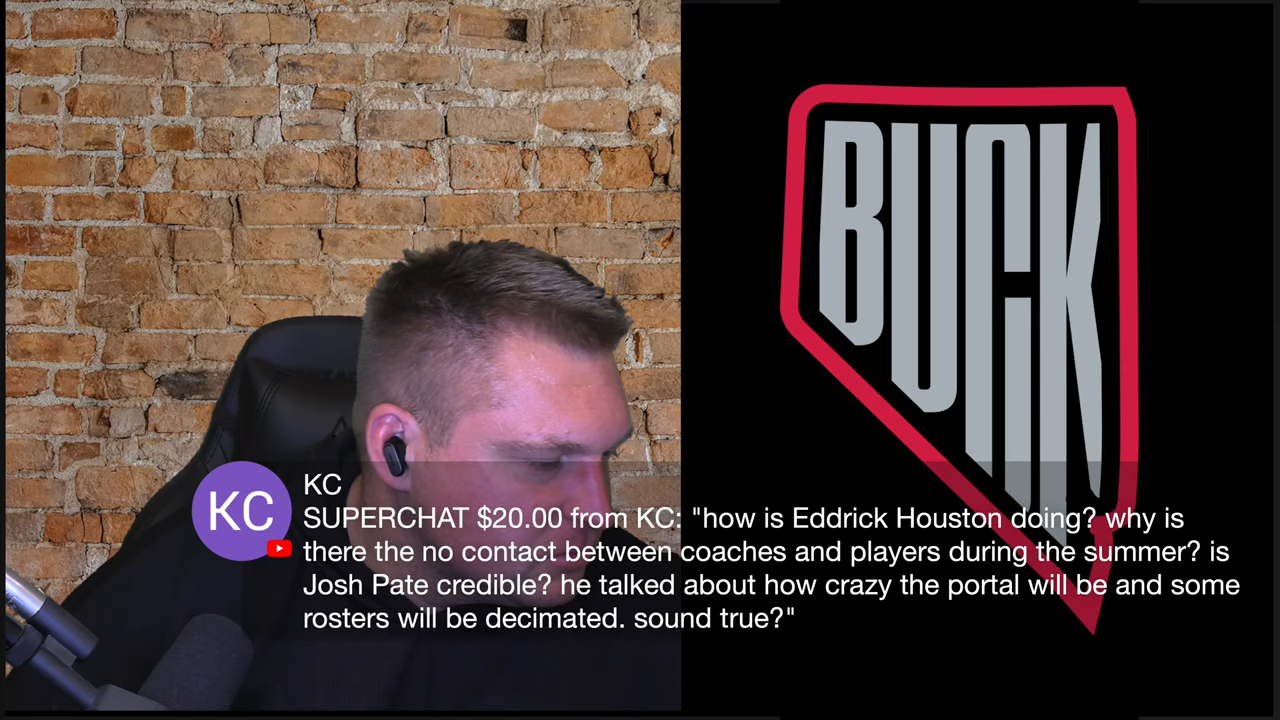 BUCK
KC
KC
SUPERCHAT $20.00 from KC: "how is Eddrick Houston doing? why is
there the no contact between coaches and players during the summer? is
Josh Pate credible? he talked about how crazy the portal will be and some
rosters will be decimated. sound true?"